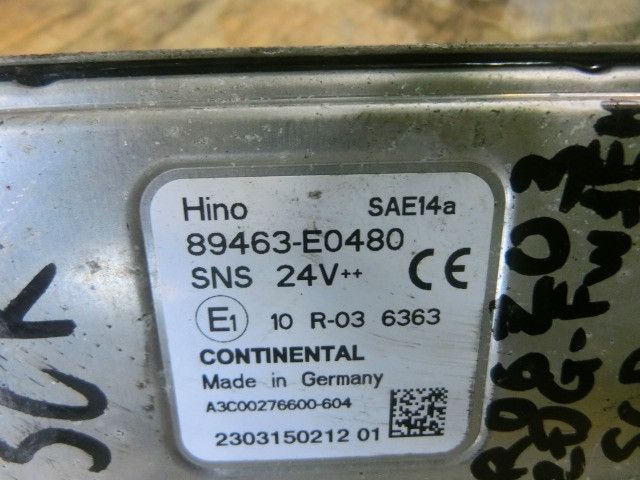 Hino SAE14a
89463-E0480
SNS 24V++ CE
E1 10 R-03 6363
CONTINENTAL
Made in Germany
A3C00276600-604
2303150212 01